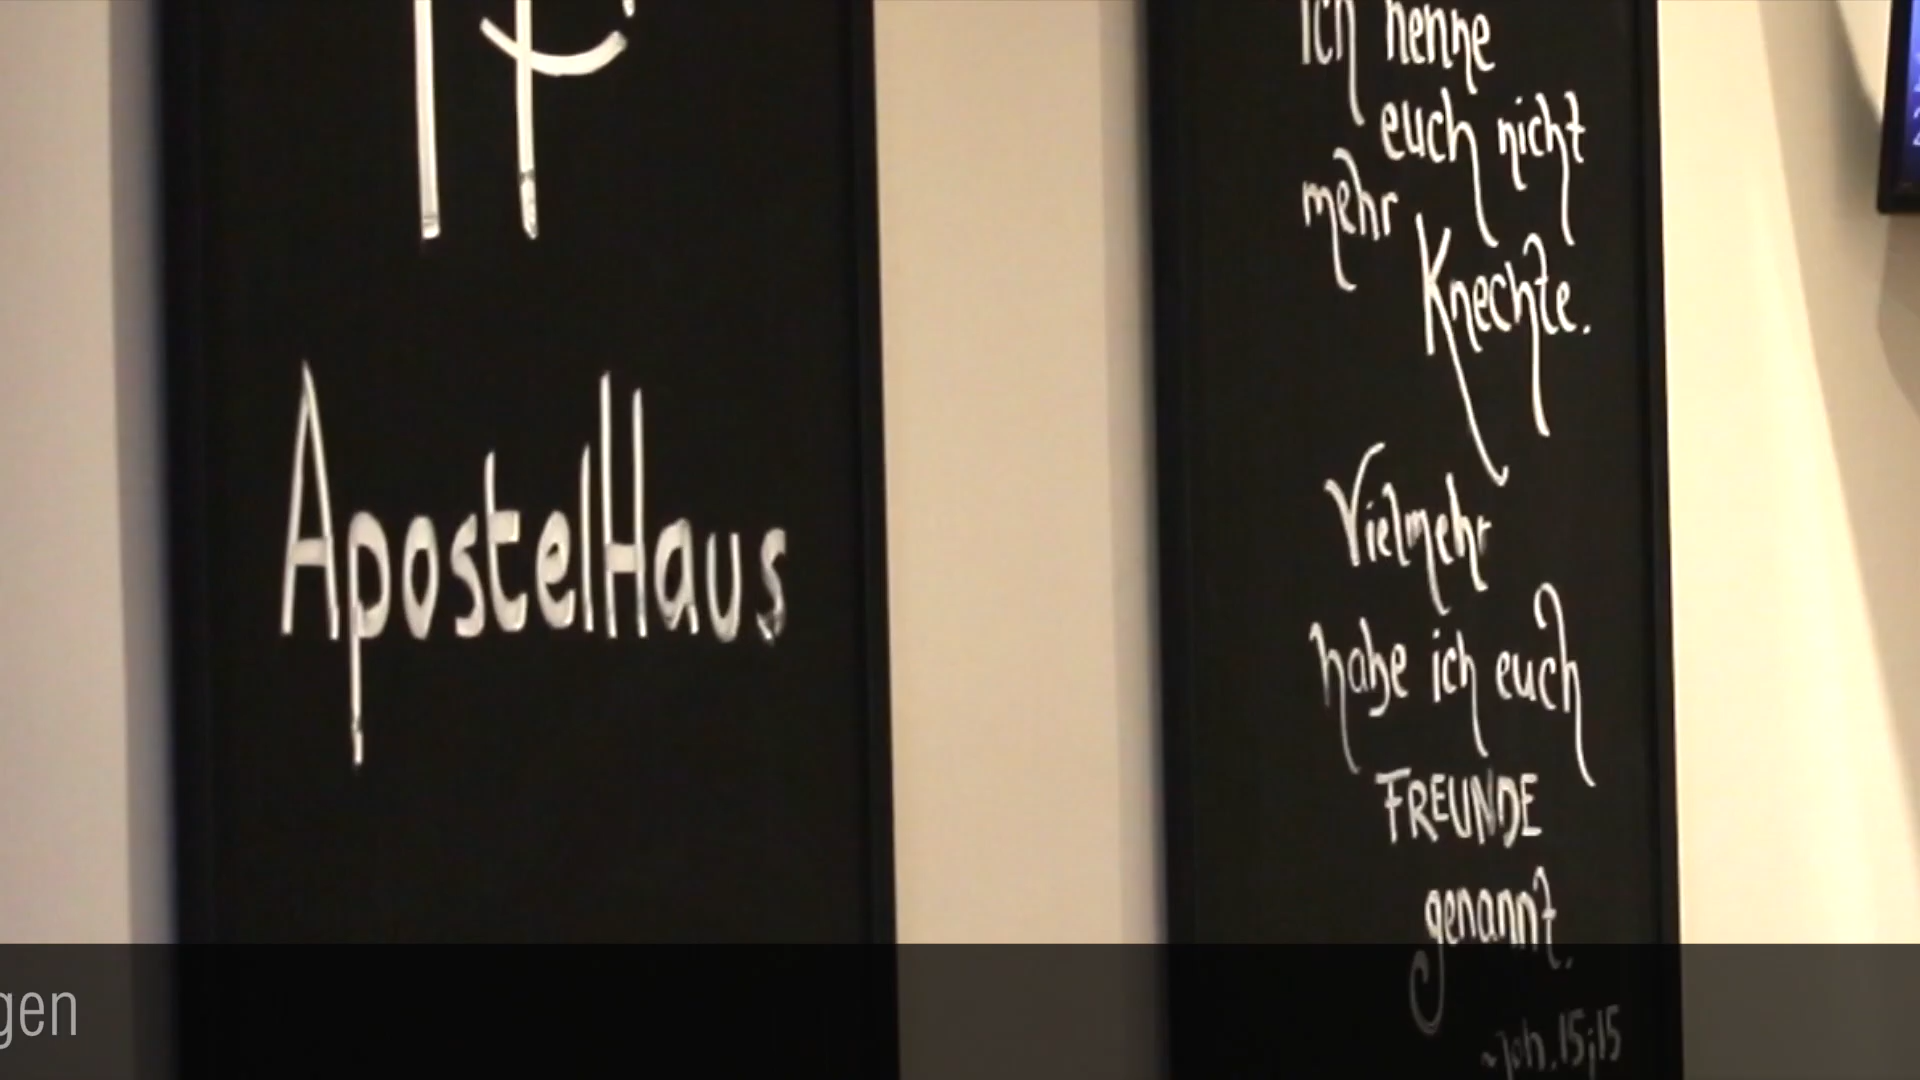 ApostelHaus
Ich nenne
euch nicht
mehr
Knechte.
Vielmehr
habe ich euch
FREUNDE
genannt.
~Joh. 15;15
gen